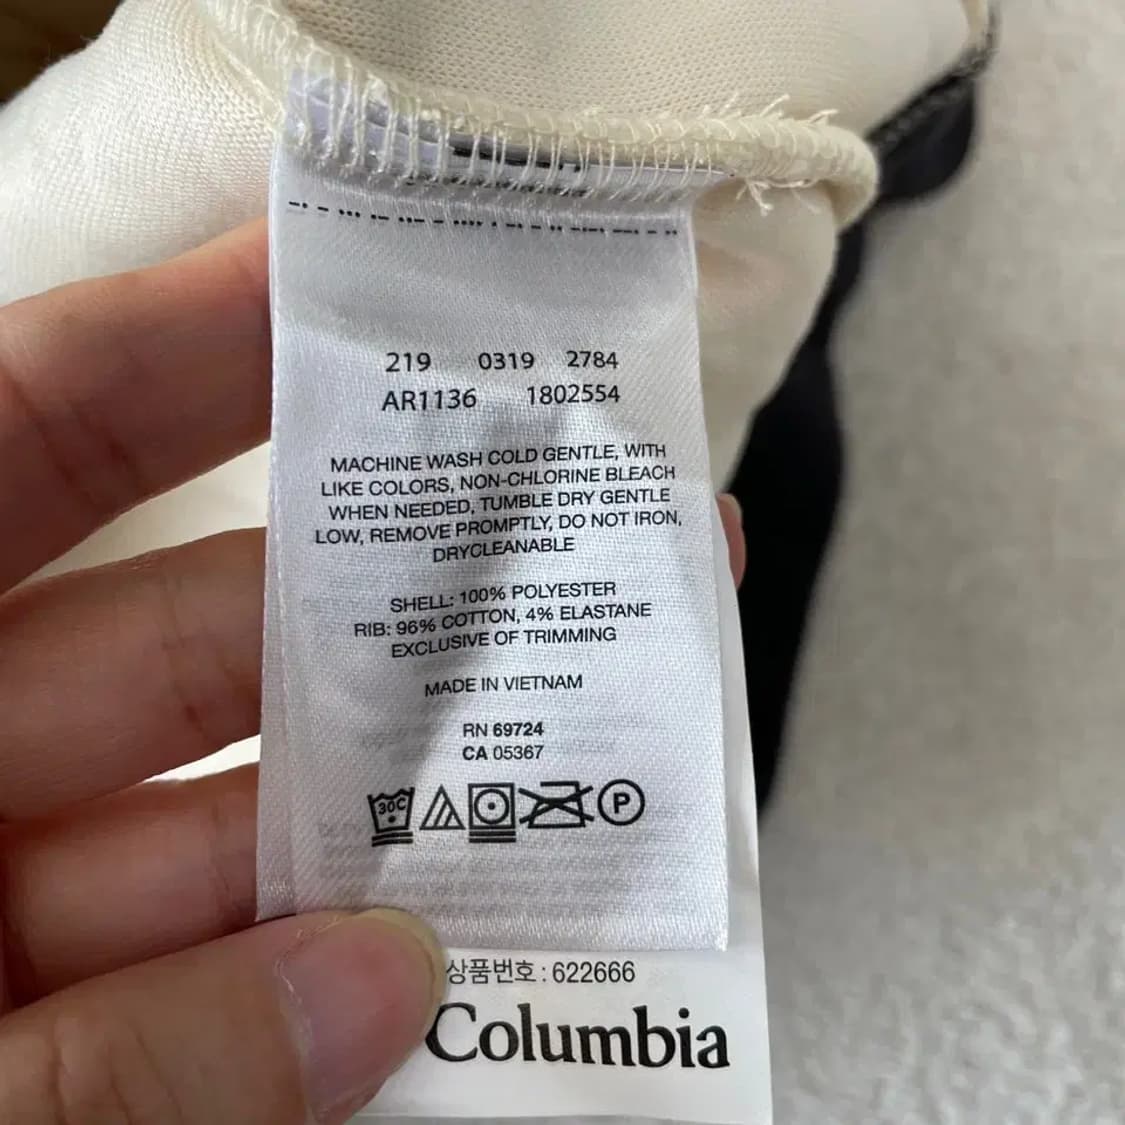 219 0319 2784
AR1136 1802554
MACHINE WASH COLD GENTLE, WITH
LIKE COLORS, NON-CHLORINE BLEACH
WHEN NEEDED, TUMBLE DRY GENTLE
LOW, REMOVE PROMPTLY, DO NOT IRON,
DRYCLEANABLE
SHELL: 100% POLYESTER
RIB: 96% COTTON, 4% ELASTANE
EXCLUSIVE OF TRIMMING
MADE IN VIETNAM
RN 69724
CA 05367
30C P
상품번호 : 622666
Columbia